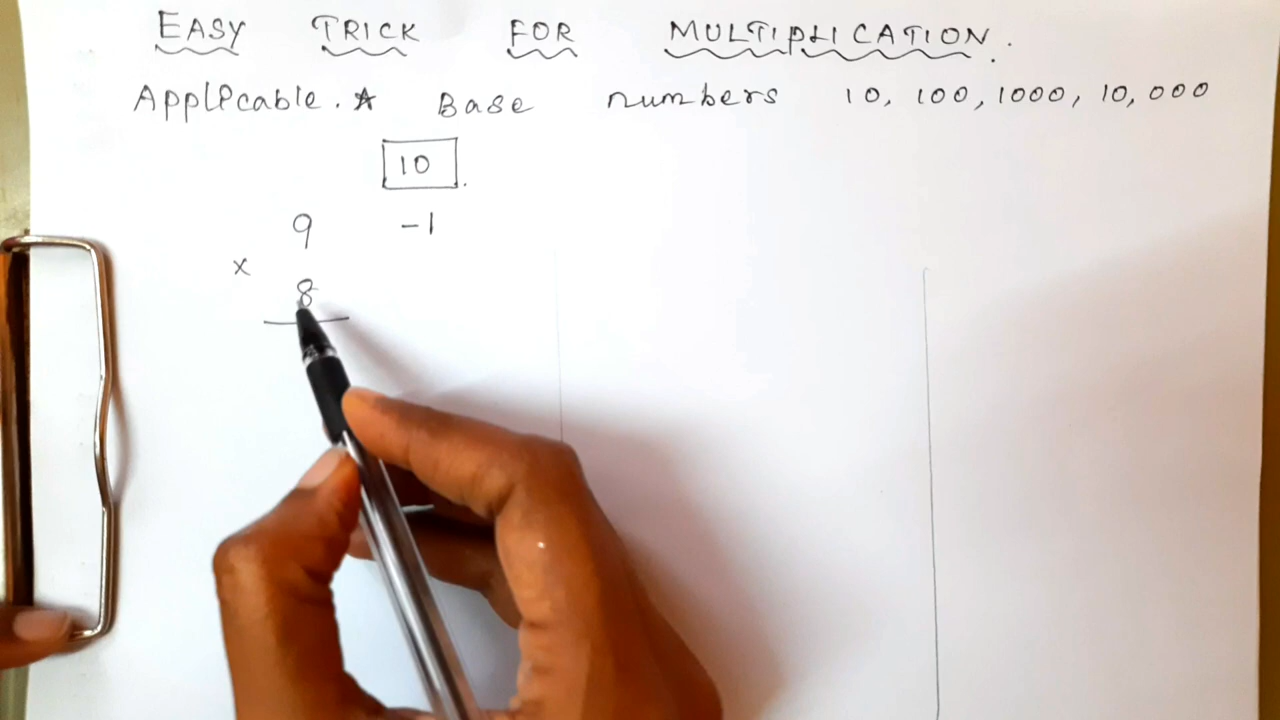 EASY TRICK FOR MULTIPLICATION.
Applicable. * Base numbers 10, 100, 1000, 10,000
10.
9 -1
x
8